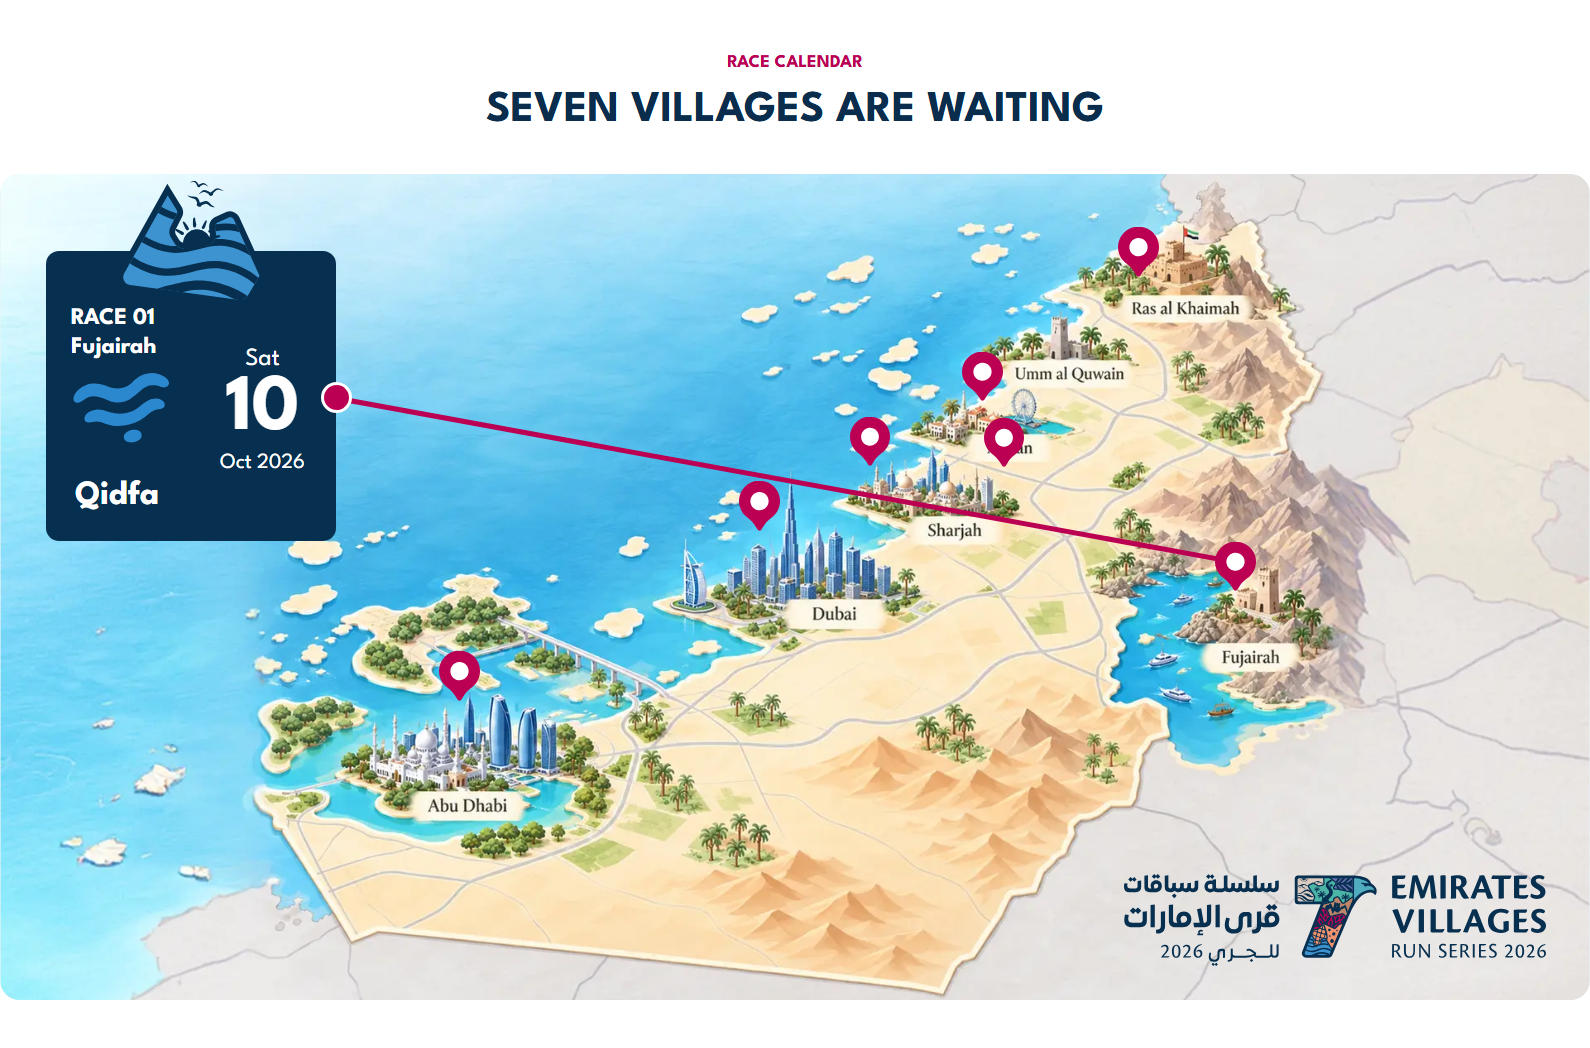 RACE CALENDAR
SEVEN VILLAGES ARE WAITING
RACE 01
Fujairah
Sat
10
Oct 2026
Qidfa
Ras al Khaimah
Umm al Quwain
Sharjah
Dubai
Fujairah
Abu Dhabi
سلسلة سباقات
قرى الإمارات
للجري 2026
7
EMIRATES
VILLAGES
RUN SERIES 2026